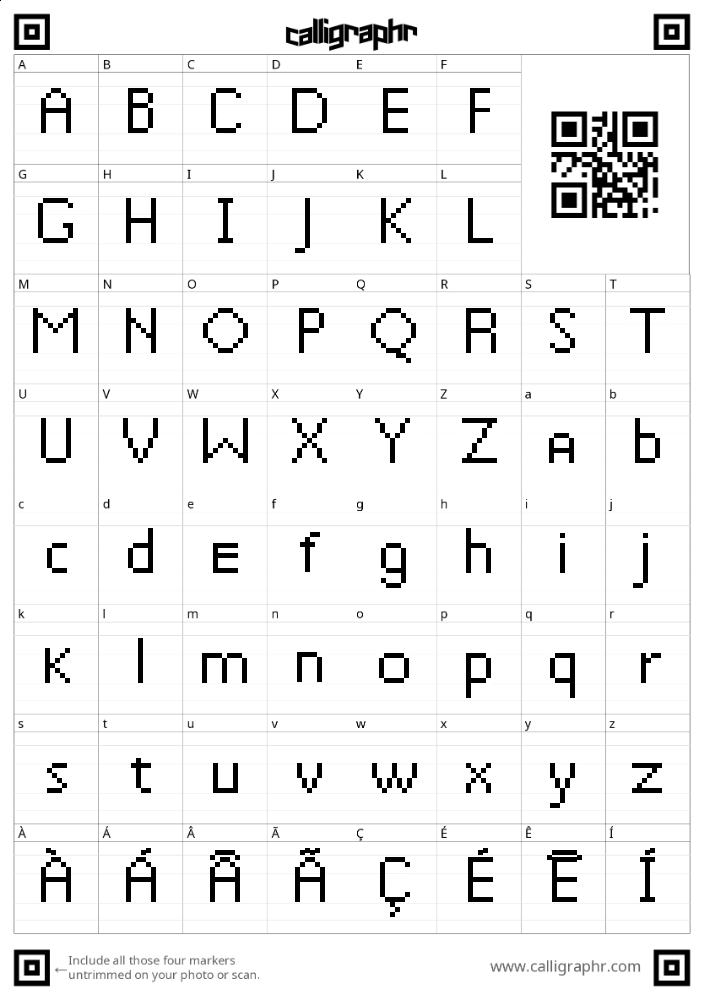 calligraphr
A B C D E F
A B C D E F
G H I J K L
G H I J K L
M N O P Q R S T
M N O P Q R S T
U V W X Y Z a b
U V W X Y Z a b
c d e f g h i j
c d e f g h i j
k l m n o p q r
k l m n o p q r
s t u v w x y z
s t u v w x y z
À Á Â Ã Ç É Ê Í
À Á Â Ã Ç É Ê Í
←Include all those four markers
untrimmed on your photo or scan.
www.calligraphr.com